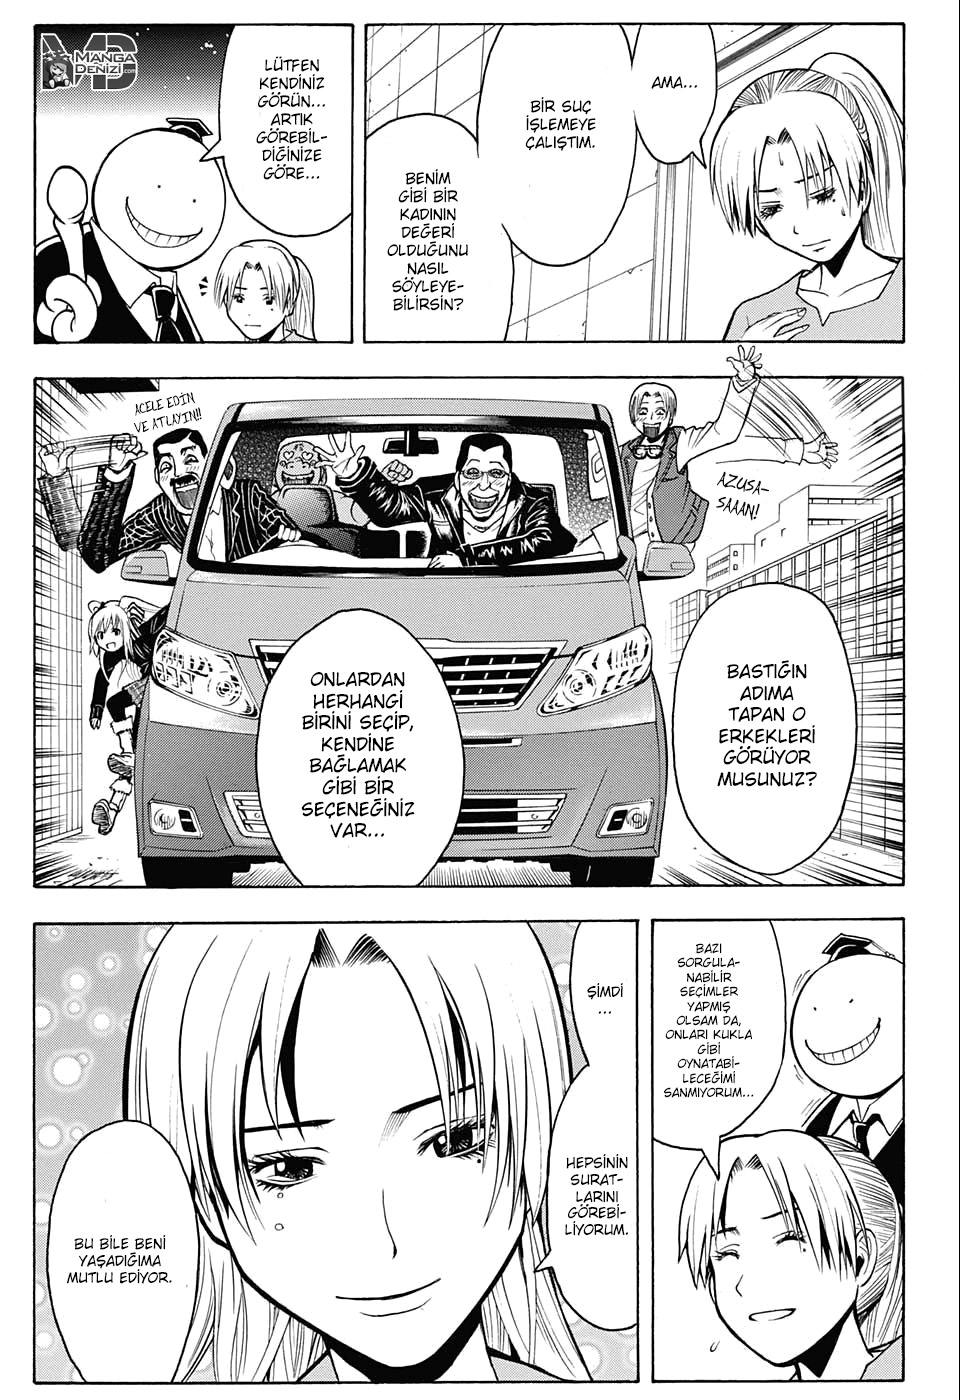 MD
MANGA
DENİZİ.com
AMA...
BİR SUÇ
İŞLEMEYE
ÇALIŞTIM.
BENİM
GİBİ BİR
KADININ
DEĞERİ
OLDUĞUNU
NASIL
SÖYLEYE-
BİLİRSİN?
LÜTFEN
KENDİNİZ
GÖRÜN...
ARTIK
GÖREBİL-
DİĞİNİZE
GÖRE...
AZUSA-
SAAAN!
ACELE EDİN
VE ATLAYIN!!
BASTIĞIN
ADIMA
TAPAN O
ERKEKLERİ
GÖRÜYOR
MUSUNUZ?
ONLARDAN
HERHANGİ
BİRİNİ SEÇİP,
KENDİNE
BAĞLAMAK
GİBİ BİR
SEÇENEĞİNİZ
VAR...
BAZI
SORGULA-
NABİLİR
SEÇİMLER
YAPMIŞ
OLSAM DA,
ONLARI KUKLA
GİBİ
OYNATABİ-
LECEĞİMİ
SANMIYORUM...
ŞİMDİ
...
HEPSİNİN
SURAT-
LARINI
GÖREBİ-
LİYORUM.
BU BİLE BENİ
YAŞADIĞIMA
MUTLU EDİYOR.